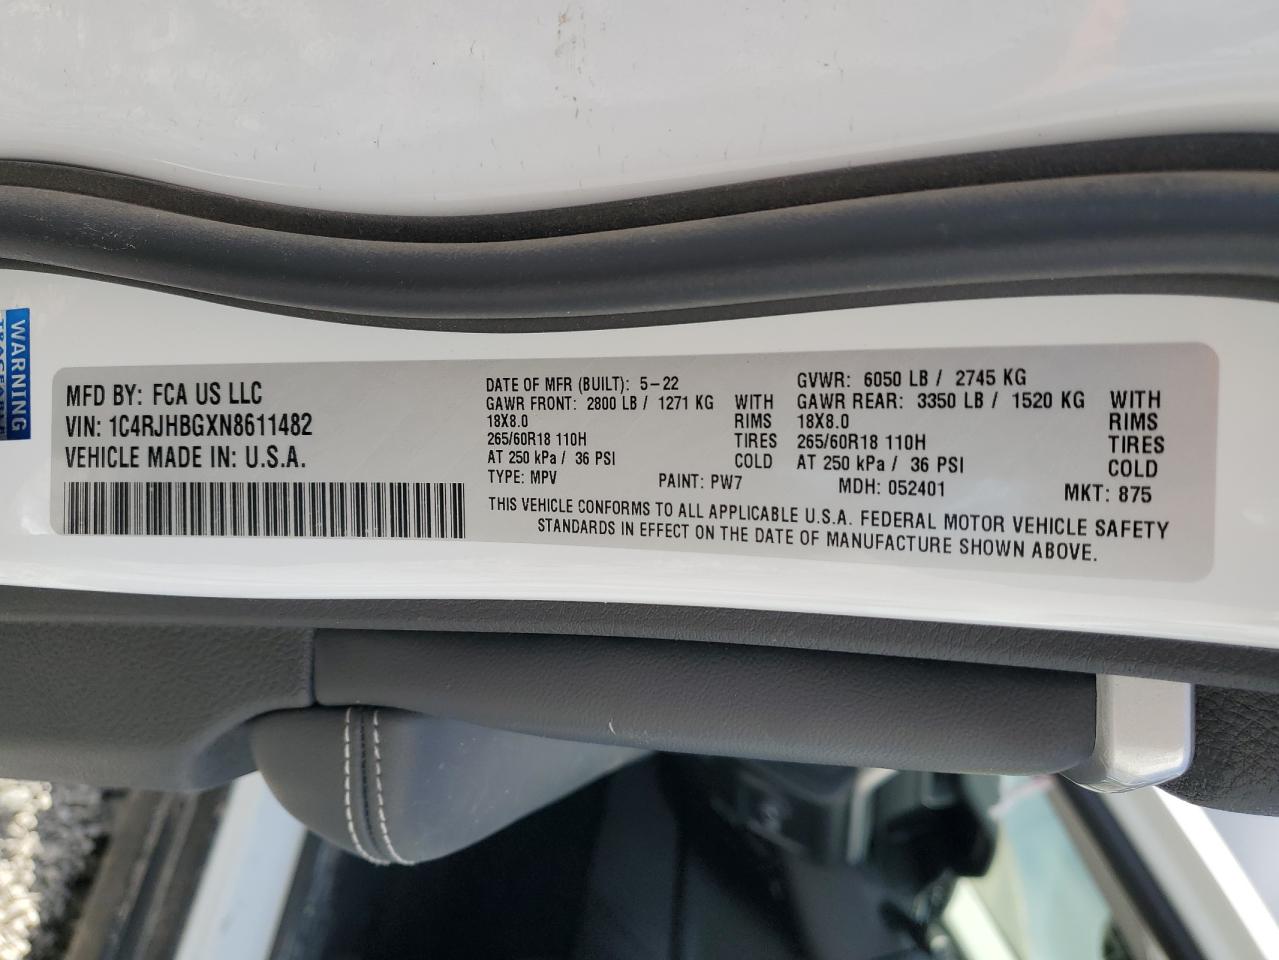 WARNING
MFD BY: FCA US LLC
VIN: 1C4RJHBGXN8611482
VEHICLE MADE IN: U.S.A.
DATE OF MFR (BUILT): 5-22
GVWR: 6050 LB / 2745 KG
GAWR FRONT: 2800 LB / 1271 KG WITH
GAWR REAR: 3350 LB / 1520 KG WITH
18X8.0 RIMS
18X8.0 RIMS
265/60R18 110H TIRES
265/60R18 110H TIRES
AT 250 kPa / 36 PSI COLD
AT 250 kPa / 36 PSI COLD
TYPE: MPV PAINT: PW7 MDH: 052401 MKT: 875
THIS VEHICLE CONFORMS TO ALL APPLICABLE U.S.A. FEDERAL MOTOR VEHICLE SAFETY
STANDARDS IN EFFECT ON THE DATE OF MANUFACTURE SHOWN ABOVE.